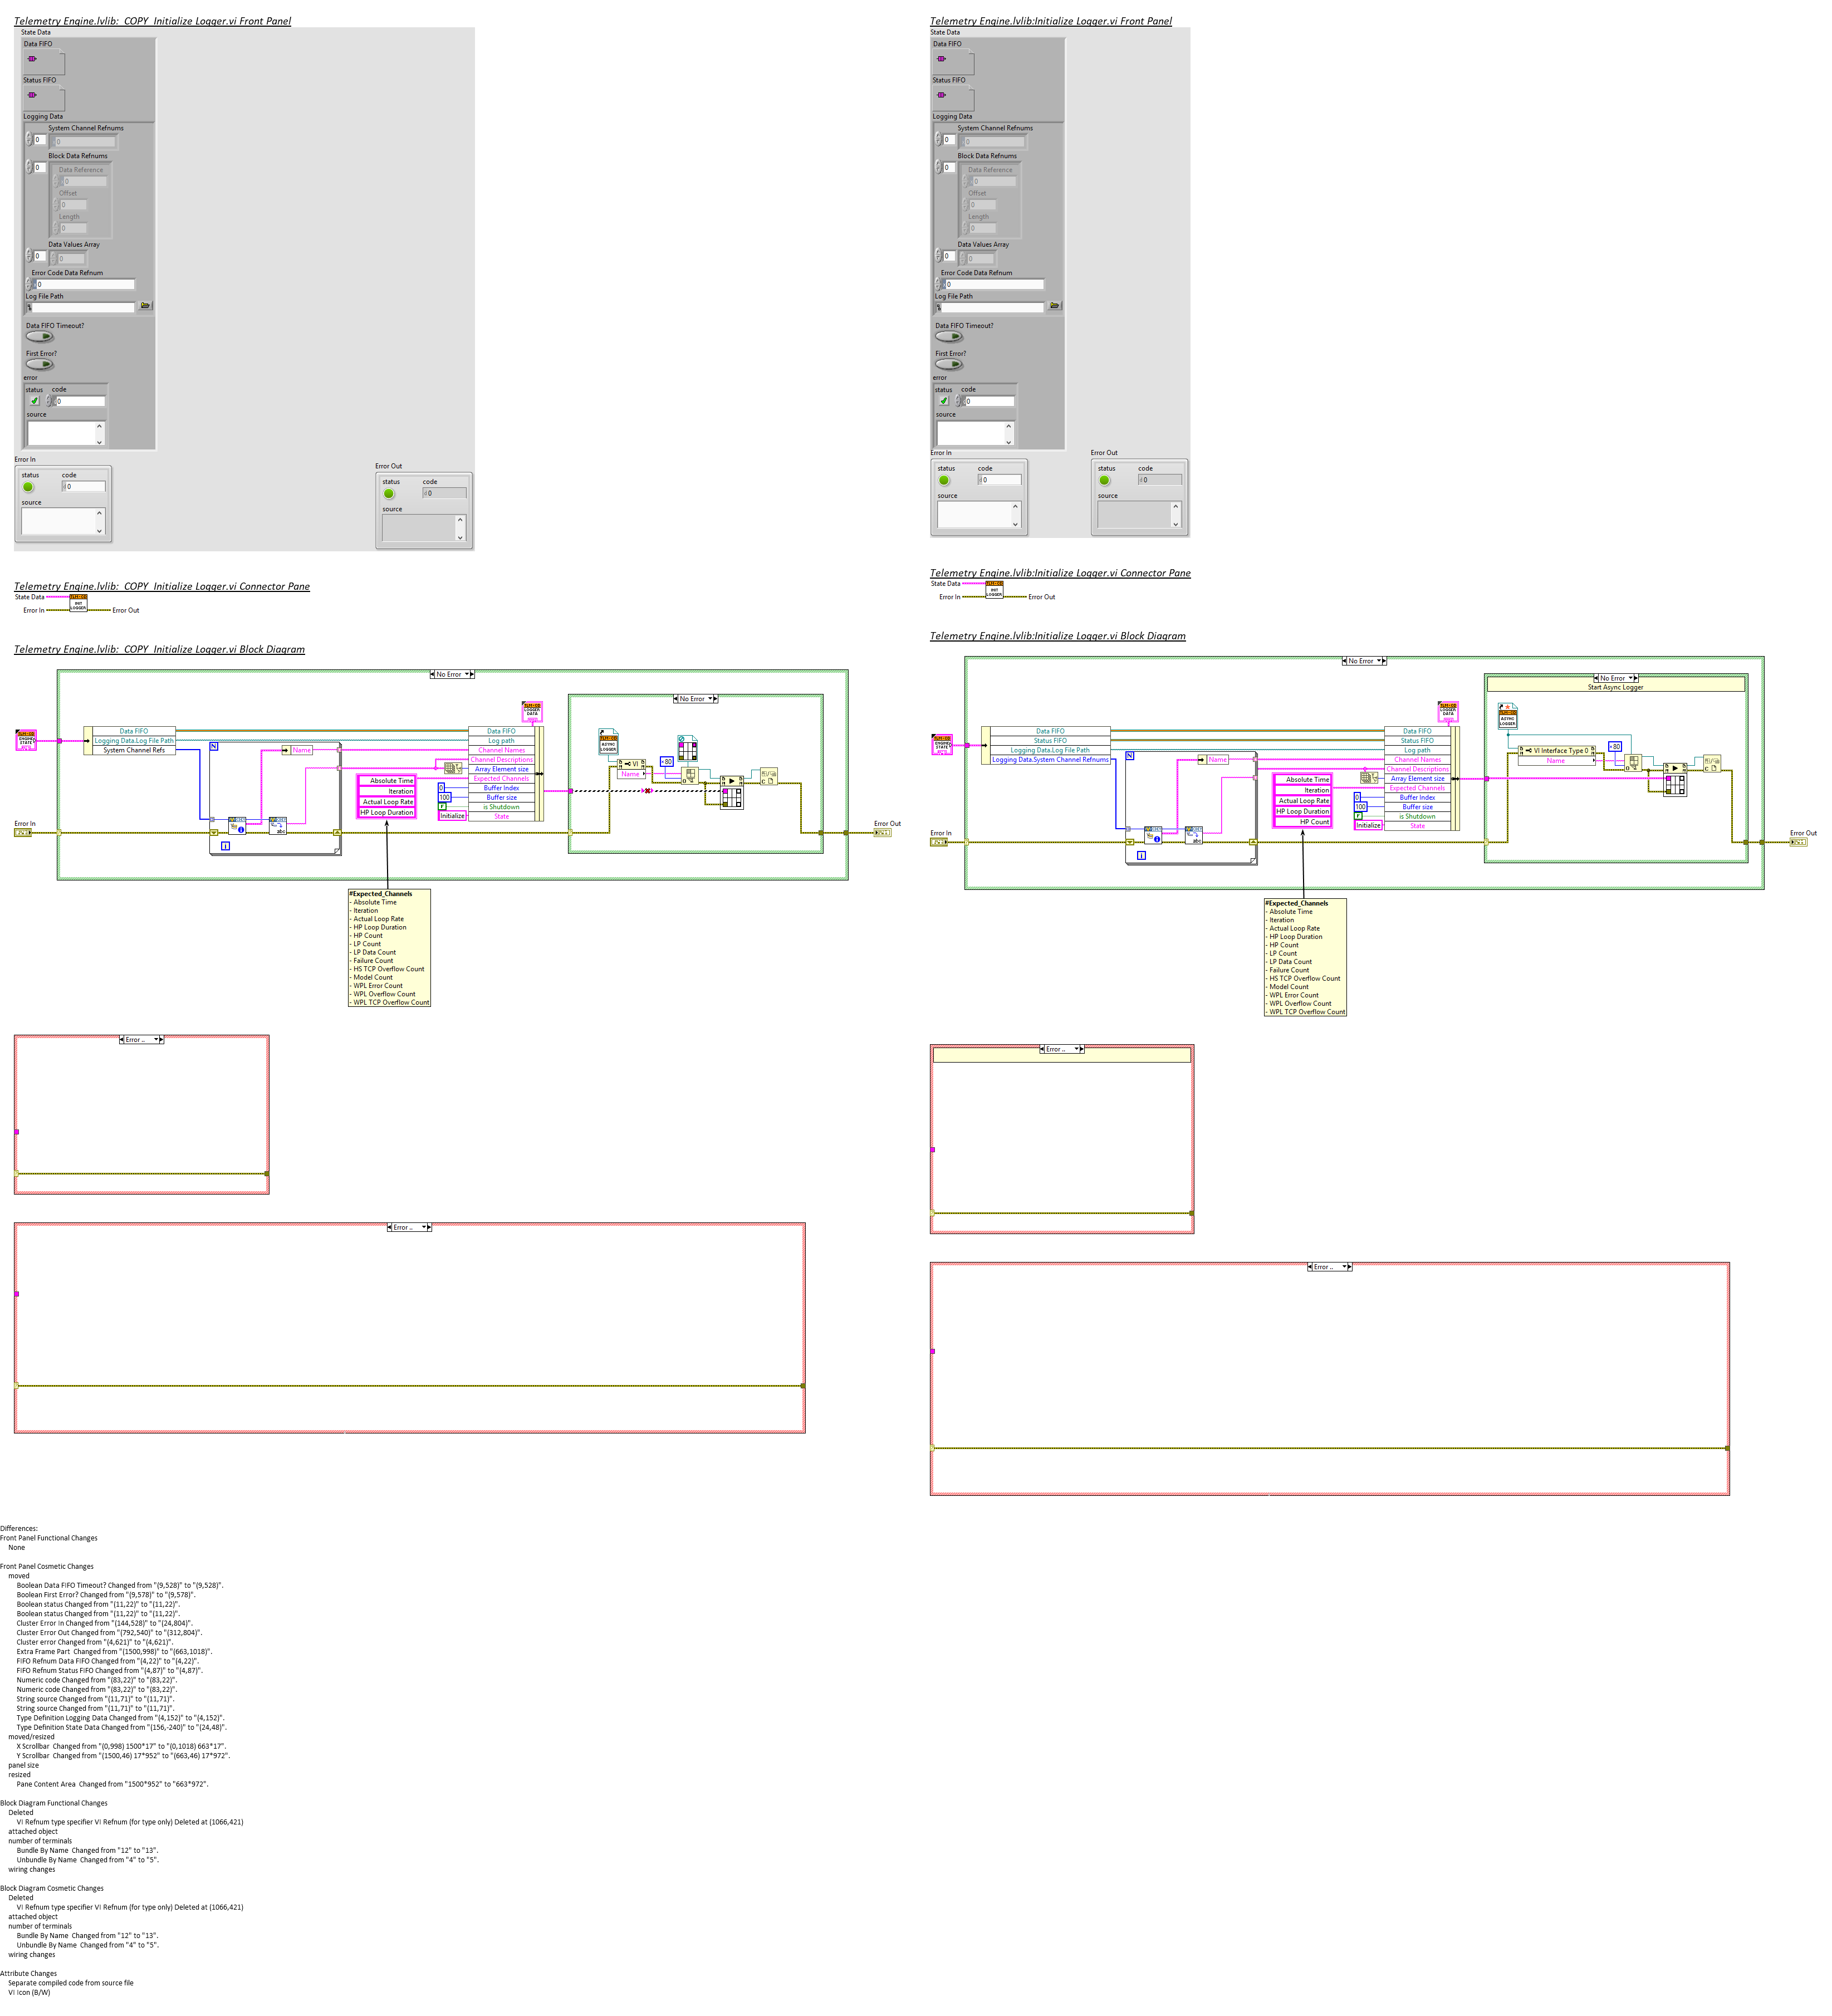 Telemetry Engine.lvlib:  COPY  Initialize Logger.vi Front Panel
State Data
Data FIFO
Status FIFO
Logging Data
System Channel Refnums
0
0
Block Data Refnums
0
Data Reference
0
Offset
0
Length
0
Data Values Array
0
0
Error Code Data Refnum
0
Log File Path
Data FIFO Timeout?
First Error?
error
status code
0
source
Error In
status code
0
source
Error Out
status code
0
source
Telemetry Engine.lvlib:  COPY  Initialize Logger.vi Connector Pane
State Data
Error In
Error Out
Telemetry Engine.lvlib:  COPY  Initialize Logger.vi Block Diagram
No Error
No Error
Data FIFO
Logging Data.Log File Path
System Channel Refs
N
Name
i
Absolute Time
Iteration
Actual Loop Rate
HP Loop Duration
0
100
F
Initialize
LOGGER
DATA
Data FIFO
Log path
Channel Names
Channel Descriptions
Array Element size
Expected Channels
Buffer Index
Buffer size
is Shutdown
State
ASYNC
LOGGER
VI
Name
x80
Error In
Error Out
#Expected_Channels
- Absolute Time
- Iteration
- Actual Loop Rate
- HP Loop Duration
- HP Count
- LP Count
- LP Data Count
- Failure Count
- HS TCP Overflow Count
- Model Count
- WPL Error Count
- WPL Overflow Count
- WPL TCP Overflow Count
Error ..
Error ..
Telemetry Engine.lvlib:Initialize Logger.vi Front Panel
State Data
Data FIFO
Status FIFO
Logging Data
System Channel Refnums
0
0
Block Data Refnums
0
Data Reference
0
Offset
0
Length
0
Data Values Array
0
0
Error Code Data Refnum
0
Log File Path
Data FIFO Timeout?
First Error?
error
status code
0
source
Error In
status code
0
source
Error Out
status code
0
source
Telemetry Engine.lvlib:Initialize Logger.vi Connector Pane
State Data
Error In
Error Out
Telemetry Engine.lvlib:Initialize Logger.vi Block Diagram
No Error
No Error
Start Async Logger
Data FIFO
Status FIFO
Logging Data.Log File Path
Logging Data.System Channel Refnums
N
Name
i
Absolute Time
Iteration
Actual Loop Rate
HP Loop Duration
HP Count
0
100
F
Initialize
LOGGER
DATA
Data FIFO
Status FIFO
Log path
Channel Names
Channel Descriptions
Array Element size
Expected Channels
Buffer Index
Buffer size
is Shutdown
State
ASYNC
LOGGER
VI Interface Type 0
Name
x80
Error In
Error Out
#Expected_Channels
- Absolute Time
- Iteration
- Actual Loop Rate
- HP Loop Duration
- HP Count
- LP Count
- LP Data Count
- Failure Count
- HS TCP Overflow Count
- Model Count
- WPL Error Count
- WPL Overflow Count
- WPL TCP Overflow Count
Error ..
Error ..
Differences:
Front Panel Functional Changes
None
Front Panel Cosmetic Changes
moved
Boolean Data FIFO Timeout? Changed from "(9,528)" to "(9,528)".
Boolean First Error? Changed from "(9,578)" to "(9,578)".
Boolean status Changed from "(11,22)" to "(11,22)".
Boolean status Changed from "(11,22)" to "(11,22)".
Cluster Error In Changed from "(144,528)" to "(24,804)".
Cluster Error Out Changed from "(792,540)" to "(312,804)".
Cluster error Changed from "(4,621)" to "(4,621)".
Extra Frame Part  Changed from "(1500,998)" to "(663,1018)".
FIFO Refnum Data FIFO Changed from "(4,22)" to "(4,22)".
FIFO Refnum Status FIFO Changed from "(4,87)" to "(4,87)".
Numeric code Changed from "(83,22)" to "(83,22)".
Numeric code Changed from "(83,22)" to "(83,22)".
String source Changed from "(11,71)" to "(11,71)".
String source Changed from "(11,71)" to "(11,71)".
Type Definition Logging Data Changed from "(4,152)" to "(4,152)".
Type Definition State Data Changed from "(156,-240)" to "(24,48)".
moved/resized
X Scrollbar  Changed from "(0,998) 1500*17" to "(0,1018) 663*17".
Y Scrollbar  Changed from "(1500,46) 17*952" to "(663,46) 17*972".
panel size
resized
Pane Content Area  Changed from "1500*952" to "663*972".
Block Diagram Functional Changes
Deleted
VI Refnum type specifier VI Refnum (for type only) Deleted at (1066,421)
attached object
number of terminals
Bundle By Name  Changed from "12" to "13".
Unbundle By Name  Changed from "4" to "5".
wiring changes
Block Diagram Cosmetic Changes
Deleted
VI Refnum type specifier VI Refnum (for type only) Deleted at (1066,421)
attached object
number of terminals
Bundle By Name  Changed from "12" to "13".
Unbundle By Name  Changed from "4" to "5".
wiring changes
Attribute Changes
Separate compiled code from source file
VI Icon (B/W)